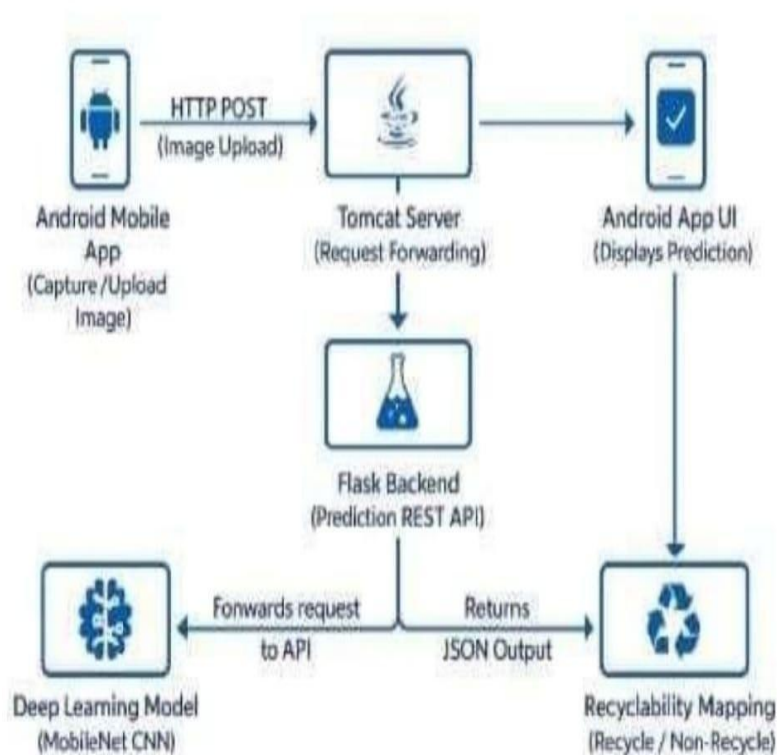 HTTP POST
(Image Upload)
Android Mobile
App
(Capture /Upload
Image)
Tomcat Server
(Request Forwarding)
Android App UI
(Displays Prediction)
Flask Backend
(Prediction REST API)
Forwards request
to API
Returns
JSON Output
Deep Learning Model
(MobileNet CNN)
Recyclability Mapping
(Recycle / Non-Recycle)